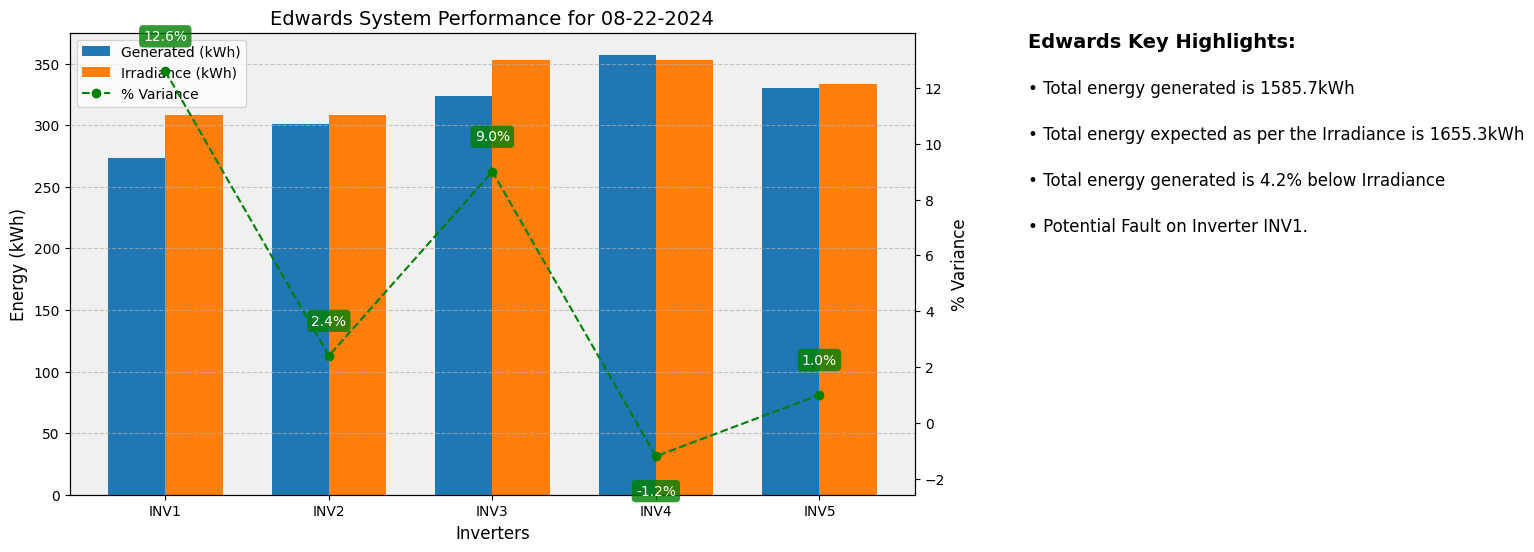 Edwards System Performance for 08-22-2024
Generated (kWh)
Irradiance (kWh)
% Variance
12.6%
2.4%
9.0%
-1.2%
1.0%
Energy (kWh)
350
300
250
200
150
100
50
0
12
10
8
6
4
2
0
−2
% Variance
INV1
INV2
INV3
INV4
INV5
Inverters
Edwards Key Highlights:
• Total energy generated is 1585.7kWh
• Total energy expected as per the Irradiance is 1655.3kWh
• Total energy generated is 4.2% below Irradiance
• Potential Fault on Inverter INV1.